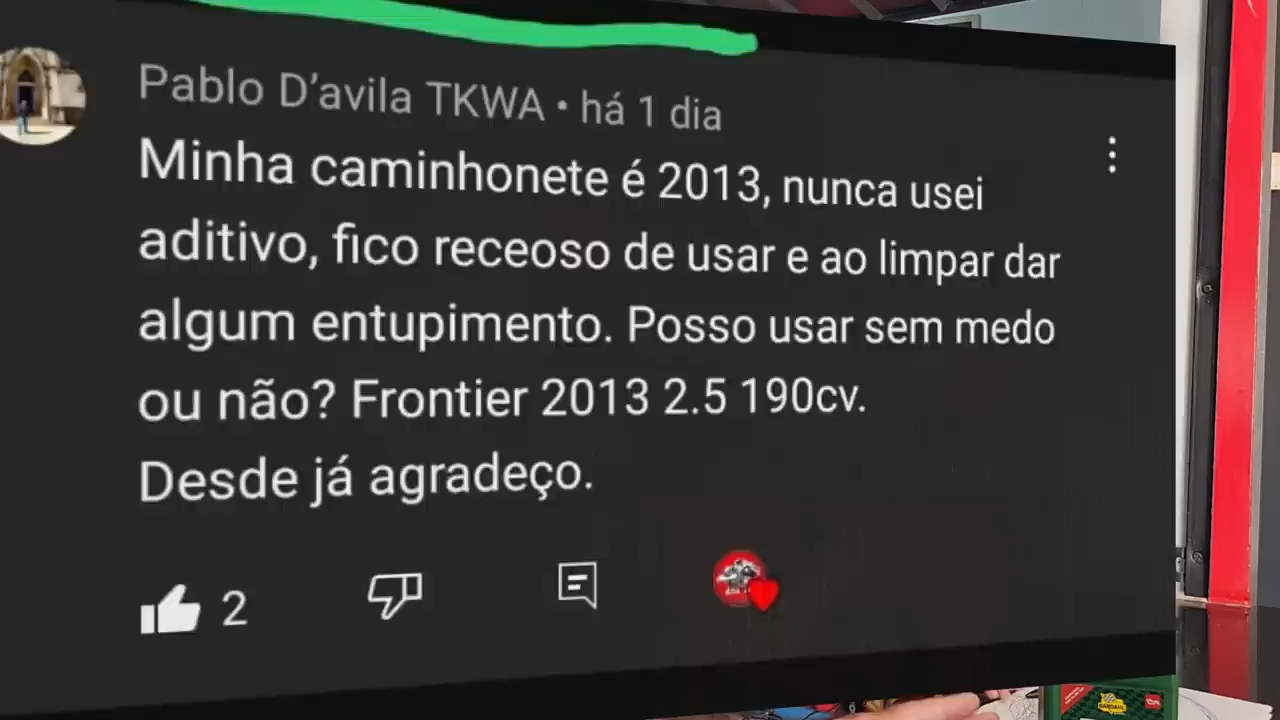 Pablo D’avila TKWA • há 1 dia
Minha caminhonete é 2013, nunca usei
aditivo, fico receoso de usar e ao limpar dar
algum entupimento. Posso usar sem medo
ou não? Frontier 2013 2.5 190cv.
Desde já agradeço.
2
BARDAHL